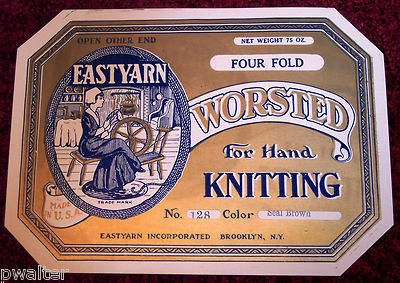 OPEN OTHER END
NET WEIGHT 75 OZ.
EASTYARN
FOUR FOLD
WORSTED
For Hand
KNITTING
MADE
IN
U.S.A.
TRADE MARK
No. 128 Color Seal Brown
EASTYARN INCORPORATED BROOKLYN, N.Y.
pwalter